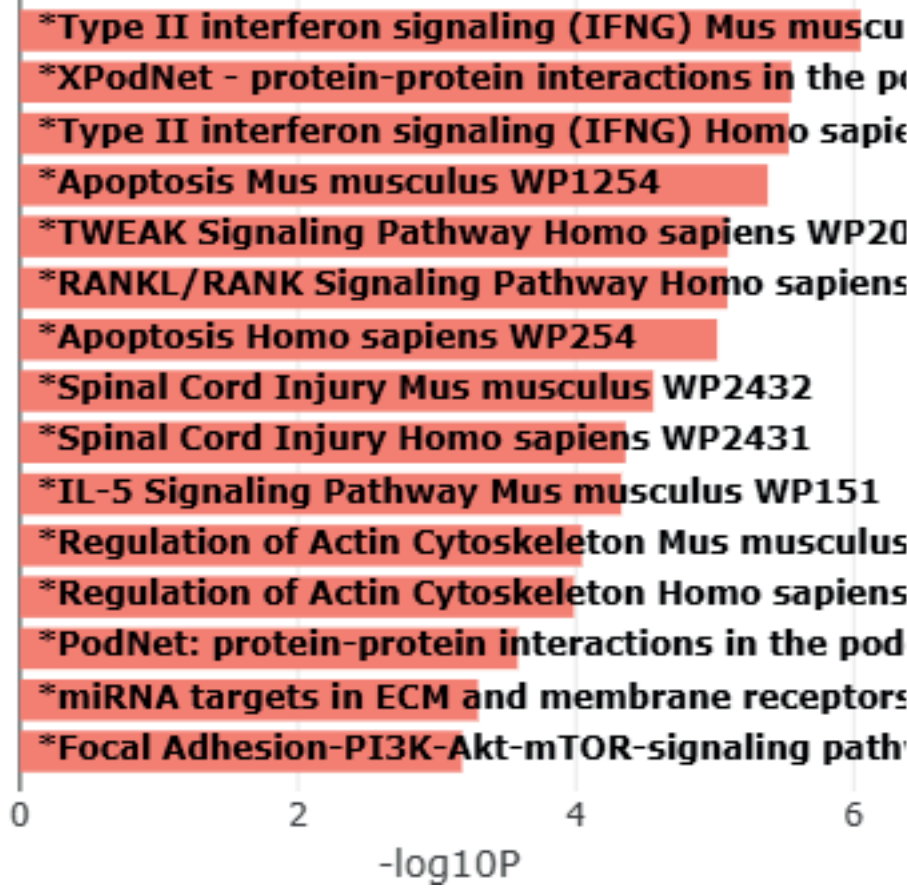 *Type II interferon signaling (IFNG) Mus muscu
*XPodNet - protein-protein interactions in the po
*Type II interferon signaling (IFNG) Homo sapie
*Apoptosis Mus musculus WP1254
*TWEAK Signaling Pathway Homo sapiens WP20
*RANKL/RANK Signaling Pathway Homo sapiens
*Apoptosis Homo sapiens WP254
*Spinal Cord Injury Mus musculus WP2432
*Spinal Cord Injury Homo sapiens WP2431
*IL-5 Signaling Pathway Mus musculus WP151
*Regulation of Actin Cytoskeleton Mus musculus
*Regulation of Actin Cytoskeleton Homo sapiens
*PodNet: protein-protein interactions in the pod
*miRNA targets in ECM and membrane receptors
*Focal Adhesion-PI3K-Akt-mTOR-signaling path
0 2 4 6
-log10P